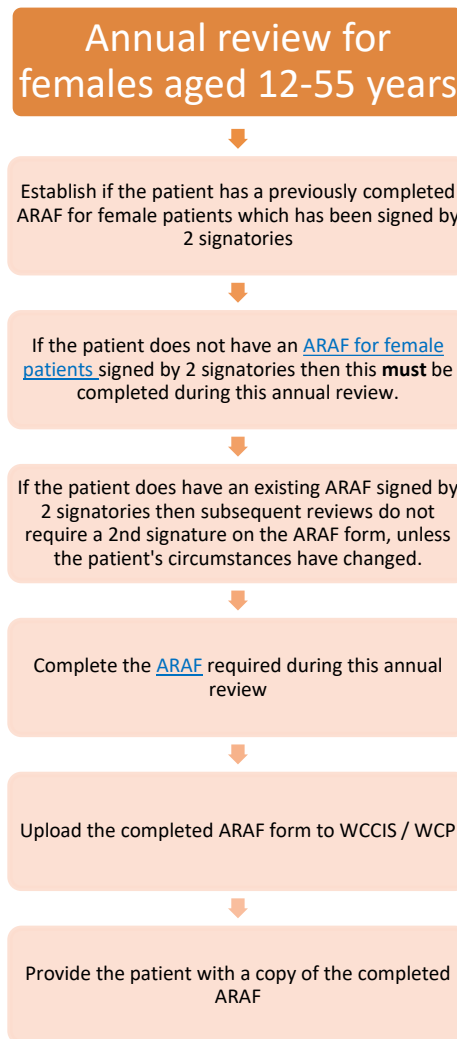 Annual review for
females aged 12-55 years
Establish if the patient has a previously completed
ARAF for female patients which has been signed by
2 signatories
If the patient does not have an ARAF for female
patients signed by 2 signatories then this must be
completed during this annual review.
If the patient does have an existing ARAF signed by
2 signatories then subsequent reviews do not
require a 2nd signature on the ARAF form, unless
the patient's circumstances have changed.
Complete the ARAF required during this annual
review
Upload the completed ARAF form to WCCIS / WCP
Provide the patient with a copy of the completed
ARAF